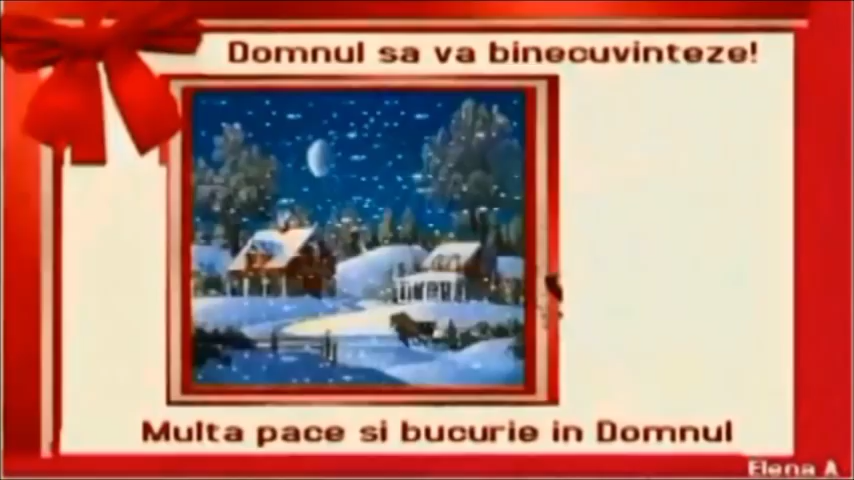 Domnul sa va binecuvinteze!
Multa pace si bucurie in Domnul
Elena A